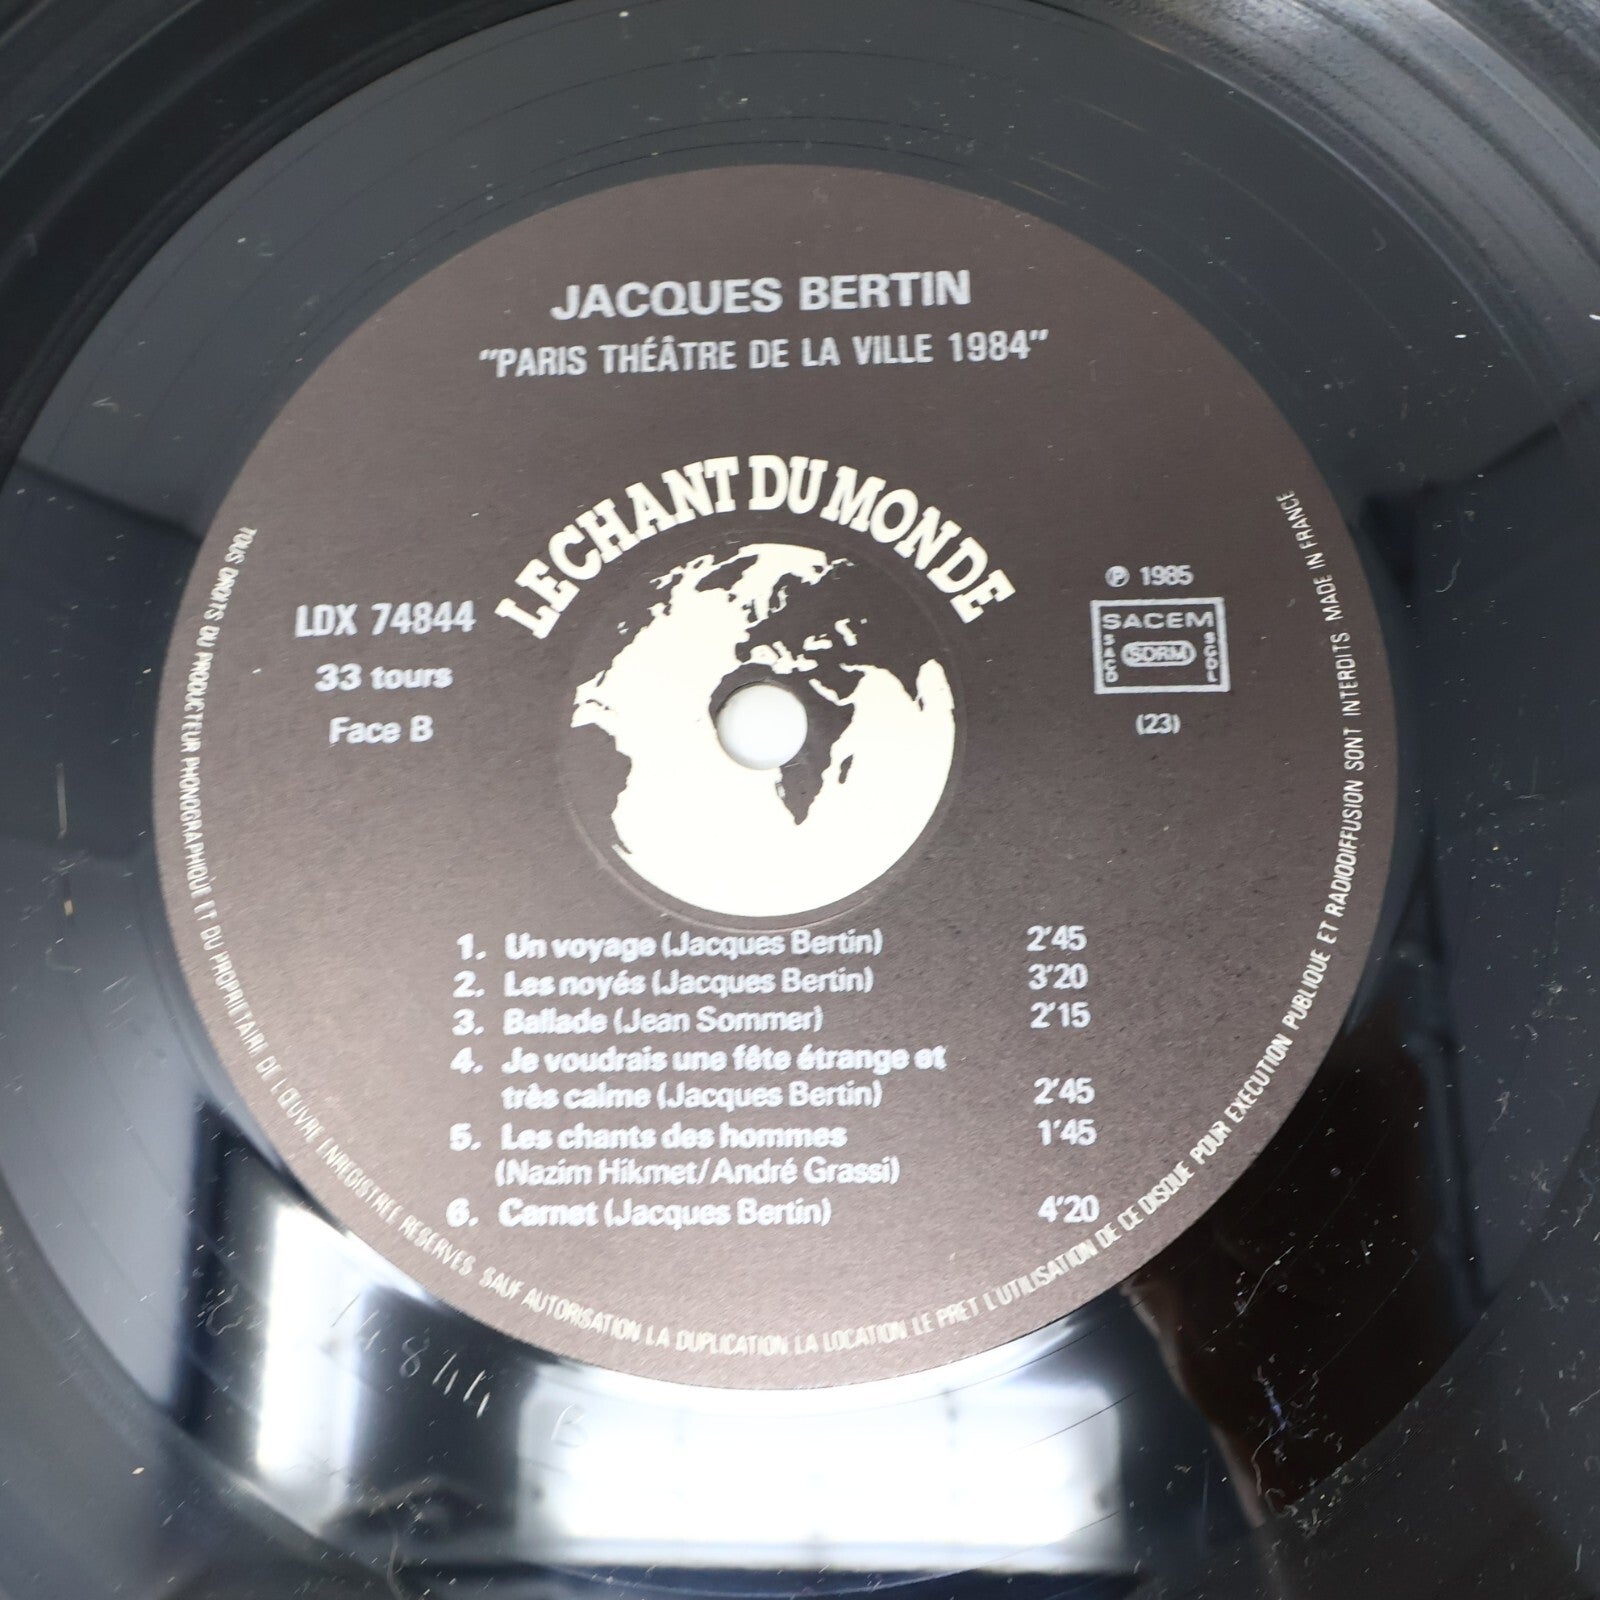 JACQUES BERTIN
"PARIS THÉÂTRE DE LA VILLE 1984"
LE CHANT DU MONDE
LDX 74844
33 tours
Face B
℗ 1985
SACEM
SACD
SDRM
SGDL
(23)
1. Un voyage (Jacques Bertin) 2'45
2. Les noyés (Jacques Bertin) 3'20
3. Ballade (Jean Sommer) 2'15
4. Je voudrais une fête étrange et
très calme (Jacques Bertin) 2'45
5. Les chants des hommes 1'45
(Nazim Hikmet/André Grassi)
6. Carnet (Jacques Bertin) 4'20
TOUS DROITS DU PRODUCTEUR PHONOGRAPHIQUE ET DU PROPRIETAIRE DE L'ŒUVRE ENREGISTREE RESERVES SAUF AUTORISATION LA DUPLICATION LA LOCATION LE PRET L'UTILISATION DE CE DISQUE POUR EXECUTION PUBLIQUE ET RADIODIFFUSION SONT INTERDITS MADE IN FRANCE
B